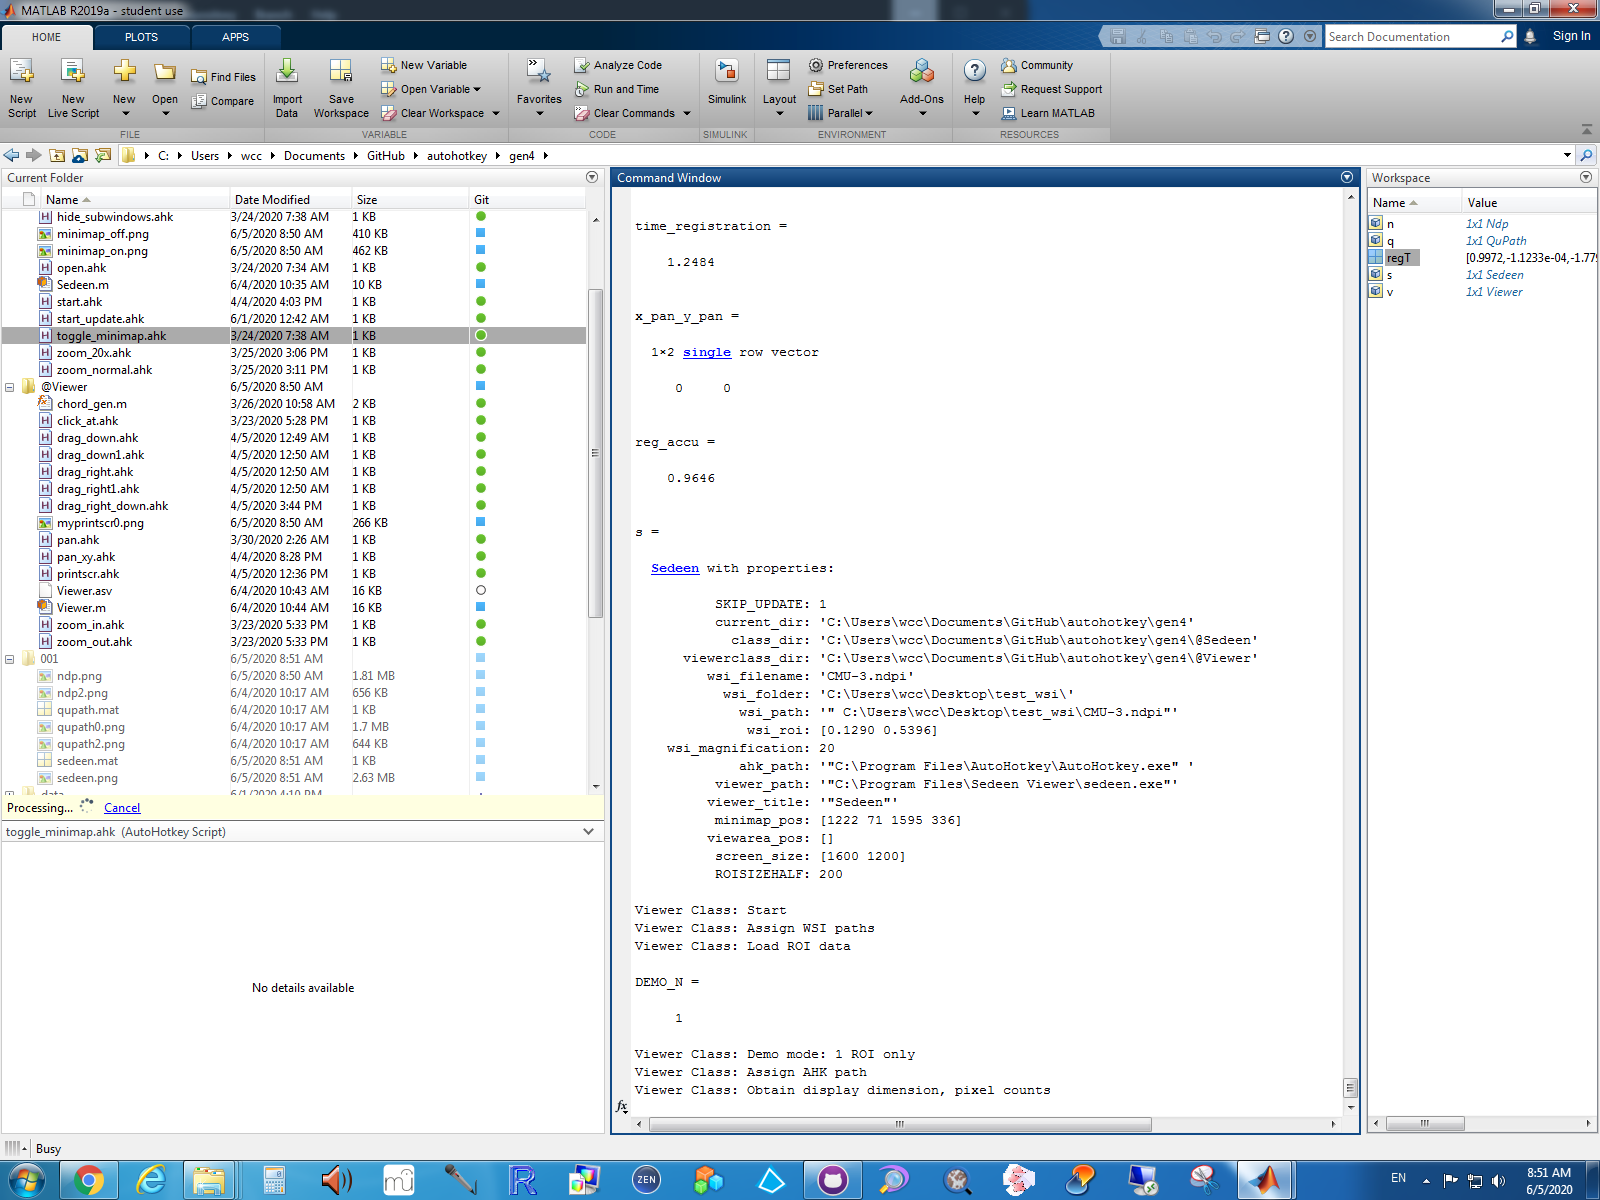 MATLAB R2019a - student use
HOME
PLOTS
APPS
Search Documentation
Sign In
New Script
New Live Script
New
Open
Find Files
Compare
Import Data
Save Workspace
New Variable
Open Variable
Clear Workspace
Favorites
Analyze Code
Run and Time
Clear Commands
Simulink
Layout
Preferences
Set Path
Parallel
Add-Ons
Help
Community
Request Support
Learn MATLAB
FILE
VARIABLE
CODE
SIMULINK
ENVIRONMENT
RESOURCES
C: Users wcc Documents GitHub autohotkey gen4
Current Folder
Name Date Modified Size Git
hide_subwindows.ahk 3/24/2020 7:38 AM 1 KB
minimap_off.png 6/5/2020 8:50 AM 410 KB
minimap_on.png 6/5/2020 8:50 AM 462 KB
open.ahk 3/24/2020 7:34 AM 1 KB
Sedeen.m 6/4/2020 10:35 AM 10 KB
start.ahk 4/4/2020 4:03 PM 1 KB
start_update.ahk 6/1/2020 12:42 AM 1 KB
toggle_minimap.ahk 3/24/2020 7:38 AM 1 KB
zoom_20x.ahk 3/25/2020 3:06 PM 1 KB
zoom_normal.ahk 3/25/2020 3:11 PM 1 KB
@Viewer 6/5/2020 8:50 AM
chord_gen.m 3/26/2020 10:58 AM 2 KB
click_at.ahk 3/23/2020 5:28 PM 1 KB
drag_down.ahk 4/5/2020 12:49 AM 1 KB
drag_down1.ahk 4/5/2020 12:50 AM 1 KB
drag_right.ahk 4/5/2020 12:50 AM 1 KB
drag_right1.ahk 4/5/2020 12:50 AM 1 KB
drag_right_down.ahk 4/5/2020 3:44 PM 1 KB
myprintscr0.png 6/5/2020 8:50 AM 266 KB
pan.ahk 3/30/2020 2:26 AM 1 KB
pan_xy.ahk 4/4/2020 8:28 PM 1 KB
printscr.ahk 4/5/2020 12:36 PM 1 KB
Viewer.asv 6/4/2020 10:43 AM 16 KB
Viewer.m 6/4/2020 10:44 AM 16 KB
zoom_in.ahk 3/23/2020 5:33 PM 1 KB
zoom_out.ahk 3/23/2020 5:33 PM 1 KB
001 6/5/2020 8:51 AM
ndp.png 6/5/2020 8:50 AM 1.81 MB
ndp2.png 6/4/2020 10:17 AM 656 KB
qupath.mat 6/4/2020 10:17 AM 1 KB
qupath0.png 6/4/2020 10:17 AM 1.7 MB
qupath2.png 6/4/2020 10:17 AM 644 KB
sedeen.mat 6/5/2020 8:51 AM 1 KB
sedeen.png 6/5/2020 8:51 AM 2.63 MB
data 6/1/2020 4:10 PM
Processing... Cancel
toggle_minimap.ahk (AutoHotkey Script)
No details available
Command Window
time_registration =
1.2484
x_pan_y_pan =
1×2 single row vector
0 0
reg_accu =
0.9646
s =
Sedeen with properties:
SKIP_UPDATE: 1
current_dir: 'C:\Users\wcc\Documents\GitHub\autohotkey\gen4'
class_dir: 'C:\Users\wcc\Documents\GitHub\autohotkey\gen4\@Sedeen'
viewerclass_dir: 'C:\Users\wcc\Documents\GitHub\autohotkey\gen4\@Viewer'
wsi_filename: 'CMU-3.ndpi'
wsi_folder: 'C:\Users\wcc\Desktop\test_wsi\'
wsi_path: '" C:\Users\wcc\Desktop\test_wsi\CMU-3.ndpi"'
wsi_roi: [0.1290 0.5396]
wsi_magnification: 20
ahk_path: '"C:\Program Files\AutoHotkey\AutoHotkey.exe" '
viewer_path: '"C:\Program Files\Sedeen Viewer\sedeen.exe"'
viewer_title: '"Sedeen"'
minimap_pos: [1222 71 1595 336]
viewarea_pos: []
screen_size: [1600 1200]
ROISIZEHALF: 200
Viewer Class: Start
Viewer Class: Assign WSI paths
Viewer Class: Load ROI data
DEMO_N =
1
Viewer Class: Demo mode: 1 ROI only
Viewer Class: Assign AHK path
Viewer Class: Obtain display dimension, pixel counts
fx
Workspace
Name Value
n 1x1 Ndp
q 1x1 QuPath
regT [0.9972,-1.1233e-04,-1.779
s 1x1 Sedeen
v 1x1 Viewer
Busy
ZEN
EN
8:51 AM
6/5/2020